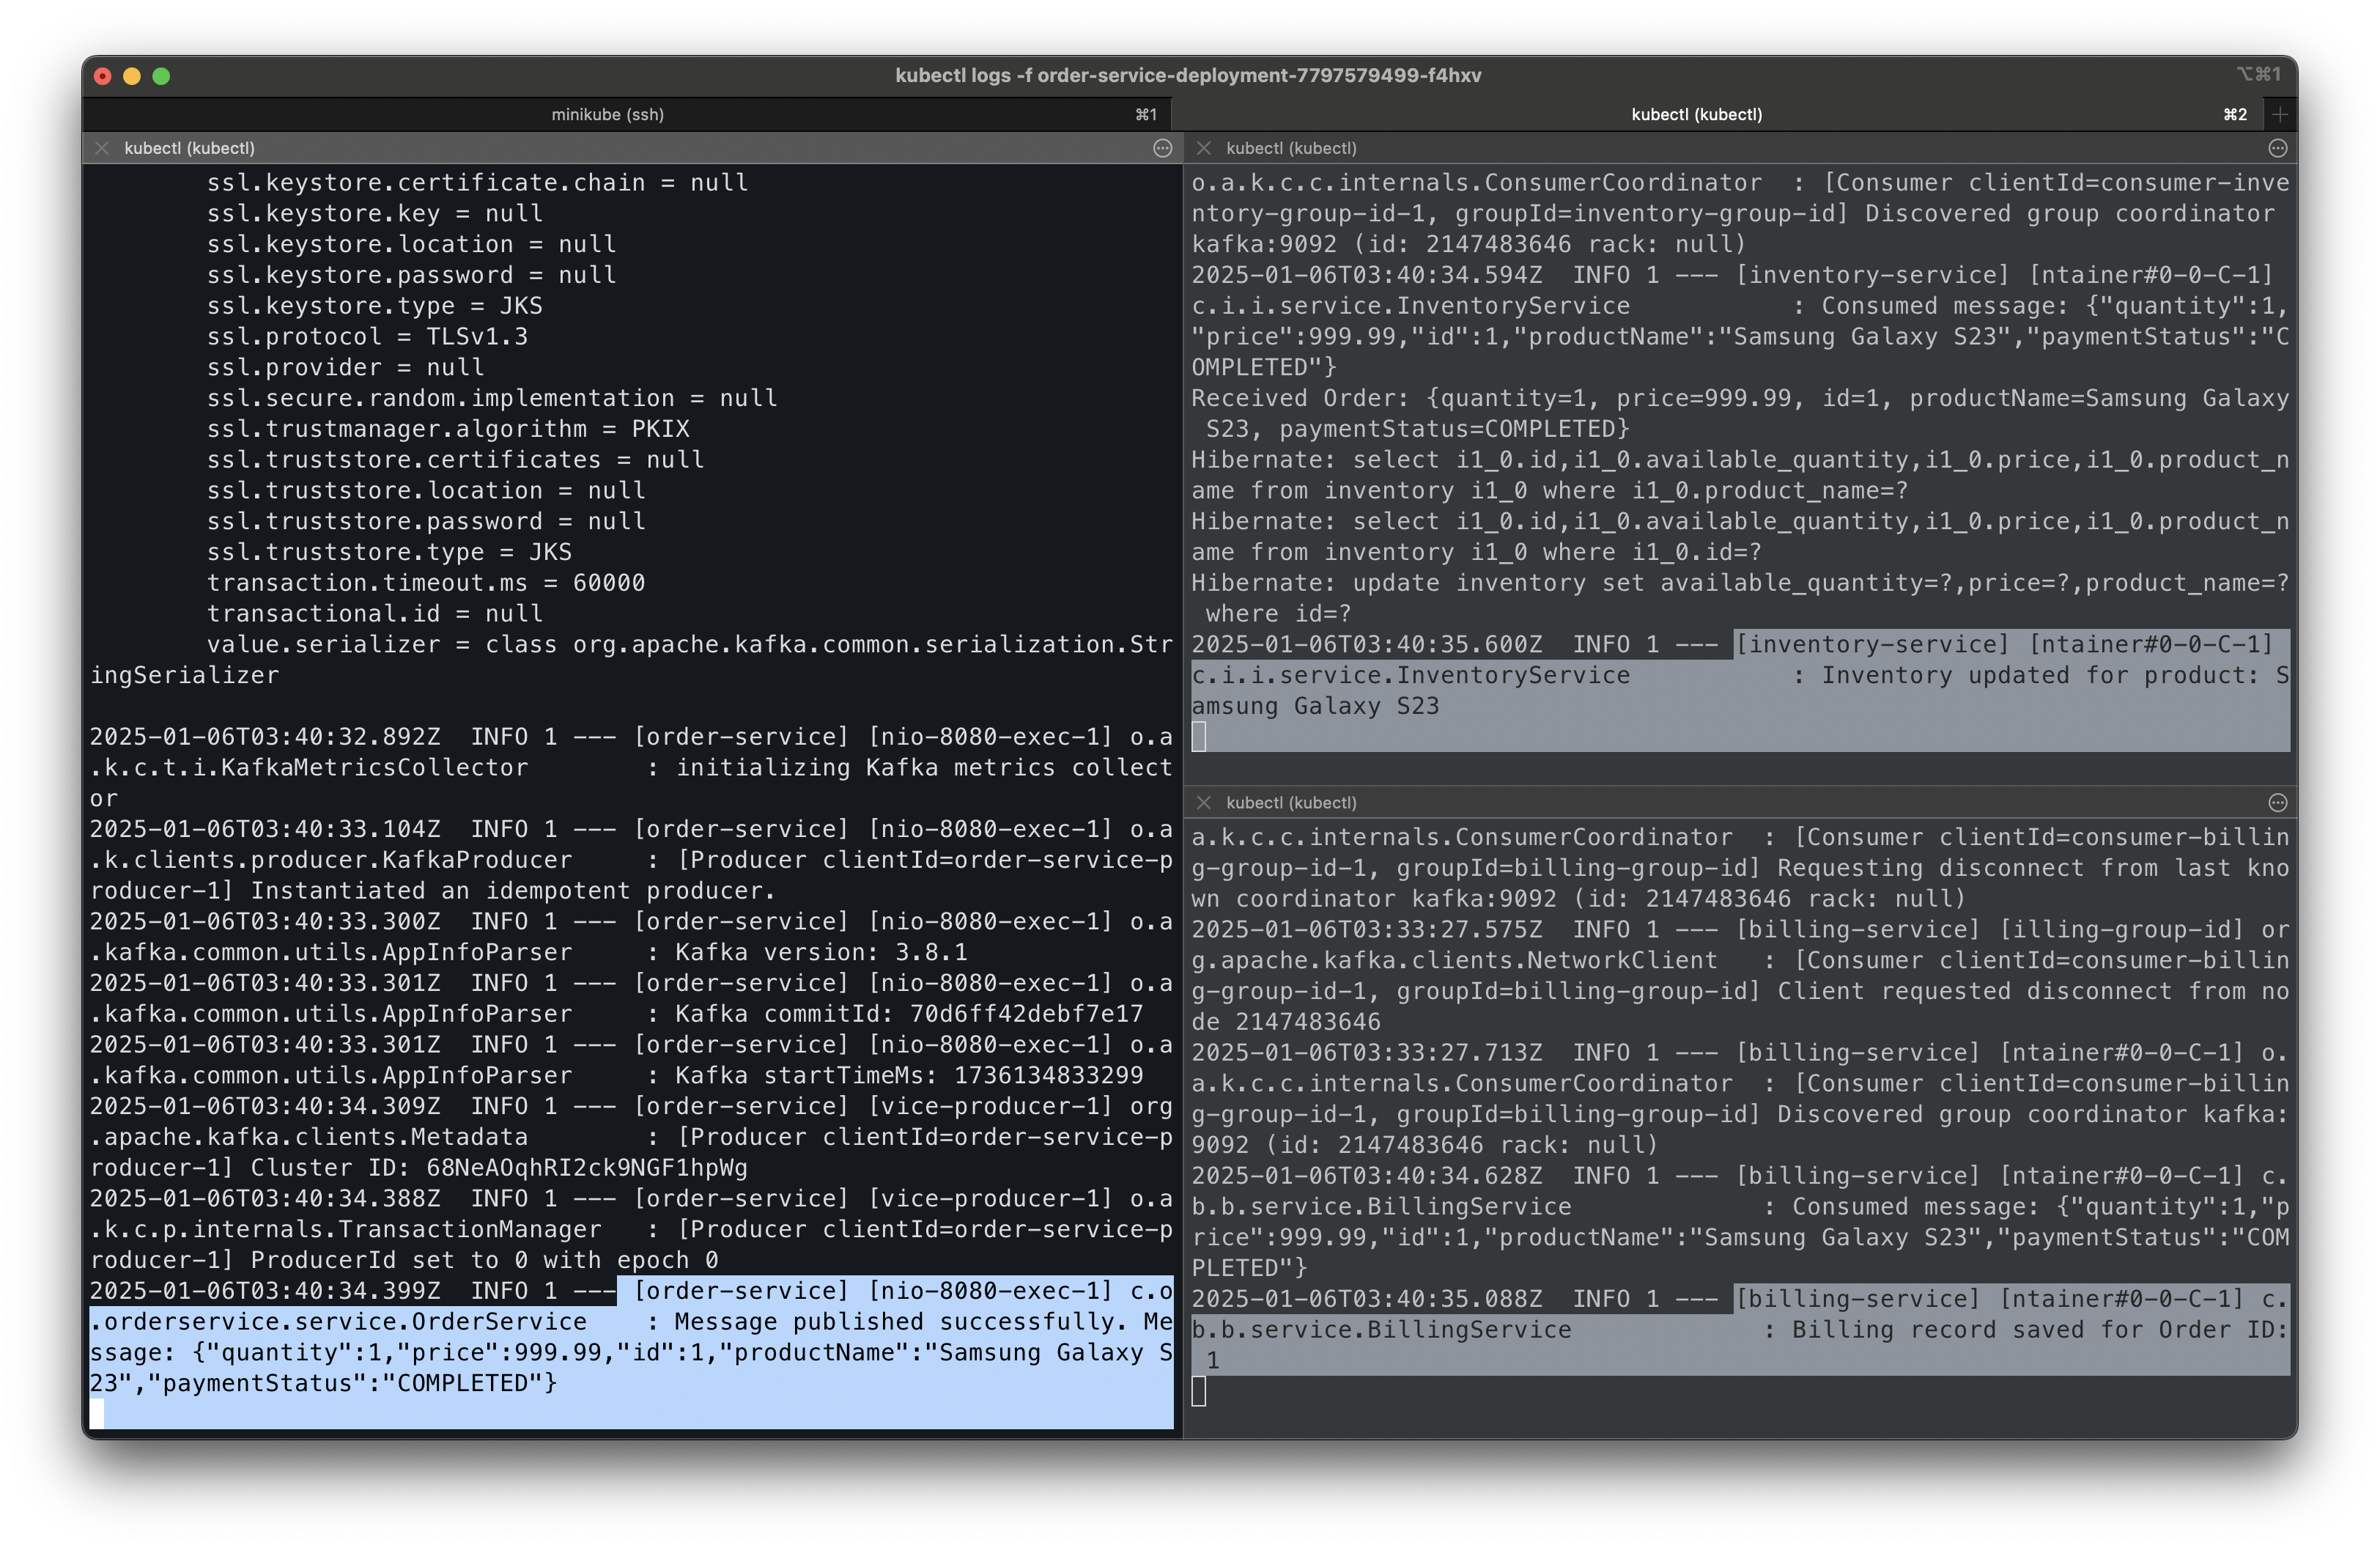 kubectl logs -f order-service-deployment-7797579499-f4hxv
⌥⌘1
minikube (ssh)
⌘1
kubectl (kubectl)
⌘2
kubectl (kubectl)
ssl.keystore.certificate.chain = null
ssl.keystore.key = null
ssl.keystore.location = null
ssl.keystore.password = null
ssl.keystore.type = JKS
ssl.protocol = TLSv1.3
ssl.provider = null
ssl.secure.random.implementation = null
ssl.trustmanager.algorithm = PKIX
ssl.truststore.certificates = null
ssl.truststore.location = null
ssl.truststore.password = null
ssl.truststore.type = JKS
transaction.timeout.ms = 60000
transactional.id = null
value.serializer = class org.apache.kafka.common.serialization.Str
ingSerializer
2025-01-06T03:40:32.892Z  INFO 1 --- [order-service] [nio-8080-exec-1] o.a
.k.c.t.i.KafkaMetricsCollector        : initializing Kafka metrics collect
or
2025-01-06T03:40:33.104Z  INFO 1 --- [order-service] [nio-8080-exec-1] o.a
.k.clients.producer.KafkaProducer     : [Producer clientId=order-service-p
roducer-1] Instantiated an idempotent producer.
2025-01-06T03:40:33.300Z  INFO 1 --- [order-service] [nio-8080-exec-1] o.a
.kafka.common.utils.AppInfoParser     : Kafka version: 3.8.1
2025-01-06T03:40:33.301Z  INFO 1 --- [order-service] [nio-8080-exec-1] o.a
.kafka.common.utils.AppInfoParser     : Kafka commitId: 70d6ff42debf7e17
2025-01-06T03:40:33.301Z  INFO 1 --- [order-service] [nio-8080-exec-1] o.a
.kafka.common.utils.AppInfoParser     : Kafka startTimeMs: 1736134833299
2025-01-06T03:40:34.309Z  INFO 1 --- [order-service] [vice-producer-1] org
.apache.kafka.clients.Metadata        : [Producer clientId=order-service-p
roducer-1] Cluster ID: 68NeAOqhRI2ck9NGF1hpWg
2025-01-06T03:40:34.388Z  INFO 1 --- [order-service] [vice-producer-1] o.a
.k.c.p.internals.TransactionManager   : [Producer clientId=order-service-p
roducer-1] ProducerId set to 0 with epoch 0
2025-01-06T03:40:34.399Z  INFO 1 --- [order-service] [nio-8080-exec-1] c.o
.orderservice.service.OrderService    : Message published successfully. Me
ssage: {"quantity":1,"price":999.99,"id":1,"productName":"Samsung Galaxy S
23","paymentStatus":"COMPLETED"}
kubectl (kubectl)
o.a.k.c.c.internals.ConsumerCoordinator  : [Consumer clientId=consumer-inve
ntory-group-id-1, groupId=inventory-group-id] Discovered group coordinator
kafka:9092 (id: 2147483646 rack: null)
2025-01-06T03:40:34.594Z  INFO 1 --- [inventory-service] [ntainer#0-0-C-1]
c.i.i.service.InventoryService           : Consumed message: {"quantity":1,
"price":999.99,"id":1,"productName":"Samsung Galaxy S23","paymentStatus":"C
OMPLETED"}
Received Order: {quantity=1, price=999.99, id=1, productName=Samsung Galaxy
 S23, paymentStatus=COMPLETED}
Hibernate: select i1_0.id,i1_0.available_quantity,i1_0.price,i1_0.product_n
ame from inventory i1_0 where i1_0.product_name=?
Hibernate: select i1_0.id,i1_0.available_quantity,i1_0.price,i1_0.product_n
ame from inventory i1_0 where i1_0.id=?
Hibernate: update inventory set available_quantity=?,price=?,product_name=?
 where id=?
2025-01-06T03:40:35.600Z  INFO 1 --- [inventory-service] [ntainer#0-0-C-1]
c.i.i.service.InventoryService           : Inventory updated for product: S
amsung Galaxy S23
kubectl (kubectl)
a.k.c.c.internals.ConsumerCoordinator  : [Consumer clientId=consumer-billin
g-group-id-1, groupId=billing-group-id] Requesting disconnect from last kno
wn coordinator kafka:9092 (id: 2147483646 rack: null)
2025-01-06T03:33:27.575Z  INFO 1 --- [billing-service] [illing-group-id] or
g.apache.kafka.clients.NetworkClient   : [Consumer clientId=consumer-billin
g-group-id-1, groupId=billing-group-id] Client requested disconnect from no
de 2147483646
2025-01-06T03:33:27.713Z  INFO 1 --- [billing-service] [ntainer#0-0-C-1] o.
a.k.c.c.internals.ConsumerCoordinator  : [Consumer clientId=consumer-billin
g-group-id-1, groupId=billing-group-id] Discovered group coordinator kafka:
9092 (id: 2147483646 rack: null)
2025-01-06T03:40:34.628Z  INFO 1 --- [billing-service] [ntainer#0-0-C-1] c.
b.b.service.BillingService             : Consumed message: {"quantity":1,"p
rice":999.99,"id":1,"productName":"Samsung Galaxy S23","paymentStatus":"COM
PLETED"}
2025-01-06T03:40:35.088Z  INFO 1 --- [billing-service] [ntainer#0-0-C-1] c.
b.b.service.BillingService             : Billing record saved for Order ID:
 1